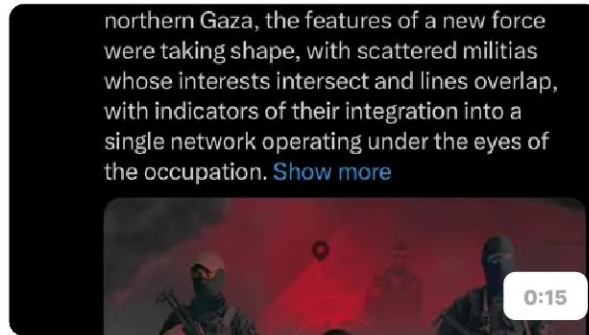 northern Gaza, the features of a new force
were taking shape, with scattered militias
whose interests intersect and lines overlap,
with indicators of their integration into a
single network operating under the eyes of
the occupation. Show more
0:15